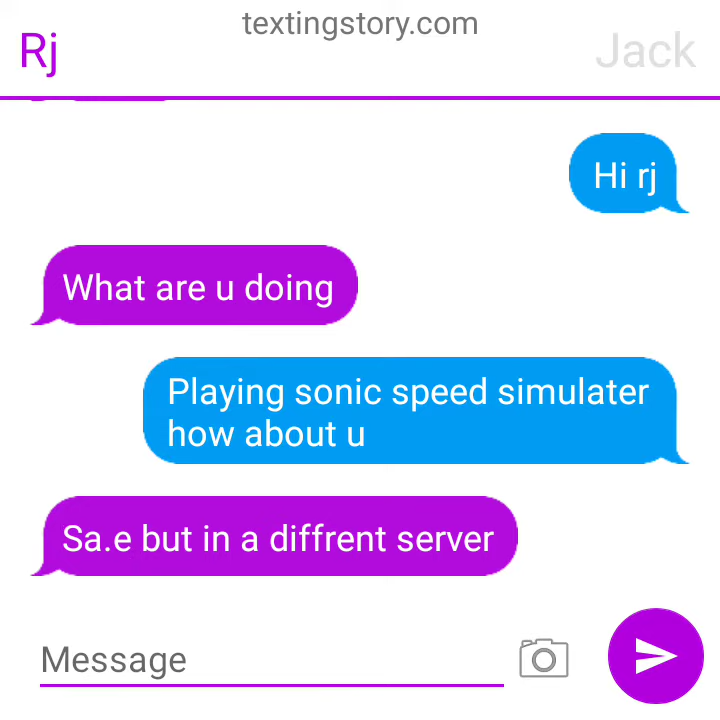 textingstory.com
Rj
Jack
Hi rj
What are u doing
Playing sonic speed simulater
how about u
Sa.e but in a diffrent server
Message